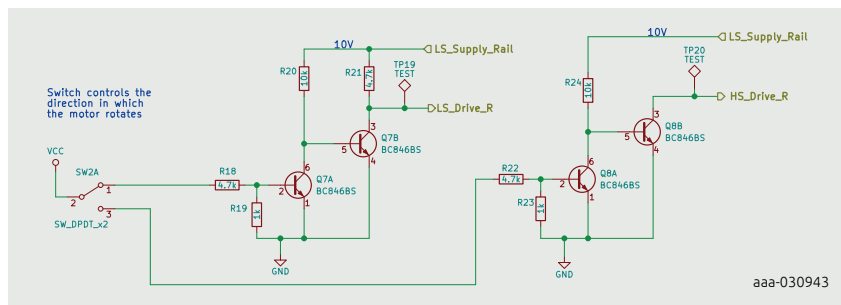 10V
LS_Supply_Rail
R20
10k
R21
4.7k
TP19
TEST
LS_Drive_R
Switch controls the
direction in which
the motor rotates
3
Q7B
BC846BS
5
4
VCC
SW2A
1
2
3
SW_DPDT_x2
R18
4.7k
R19
1k
6
Q7A
BC846BS
2
1
GND
10V
LS_Supply_Rail
TP20
TEST
R24
10k
HS_Drive_R
3
Q8B
BC846BS
5
4
R22
4.7k
R23
1k
6
Q8A
BC846BS
2
1
GND
aaa-030943